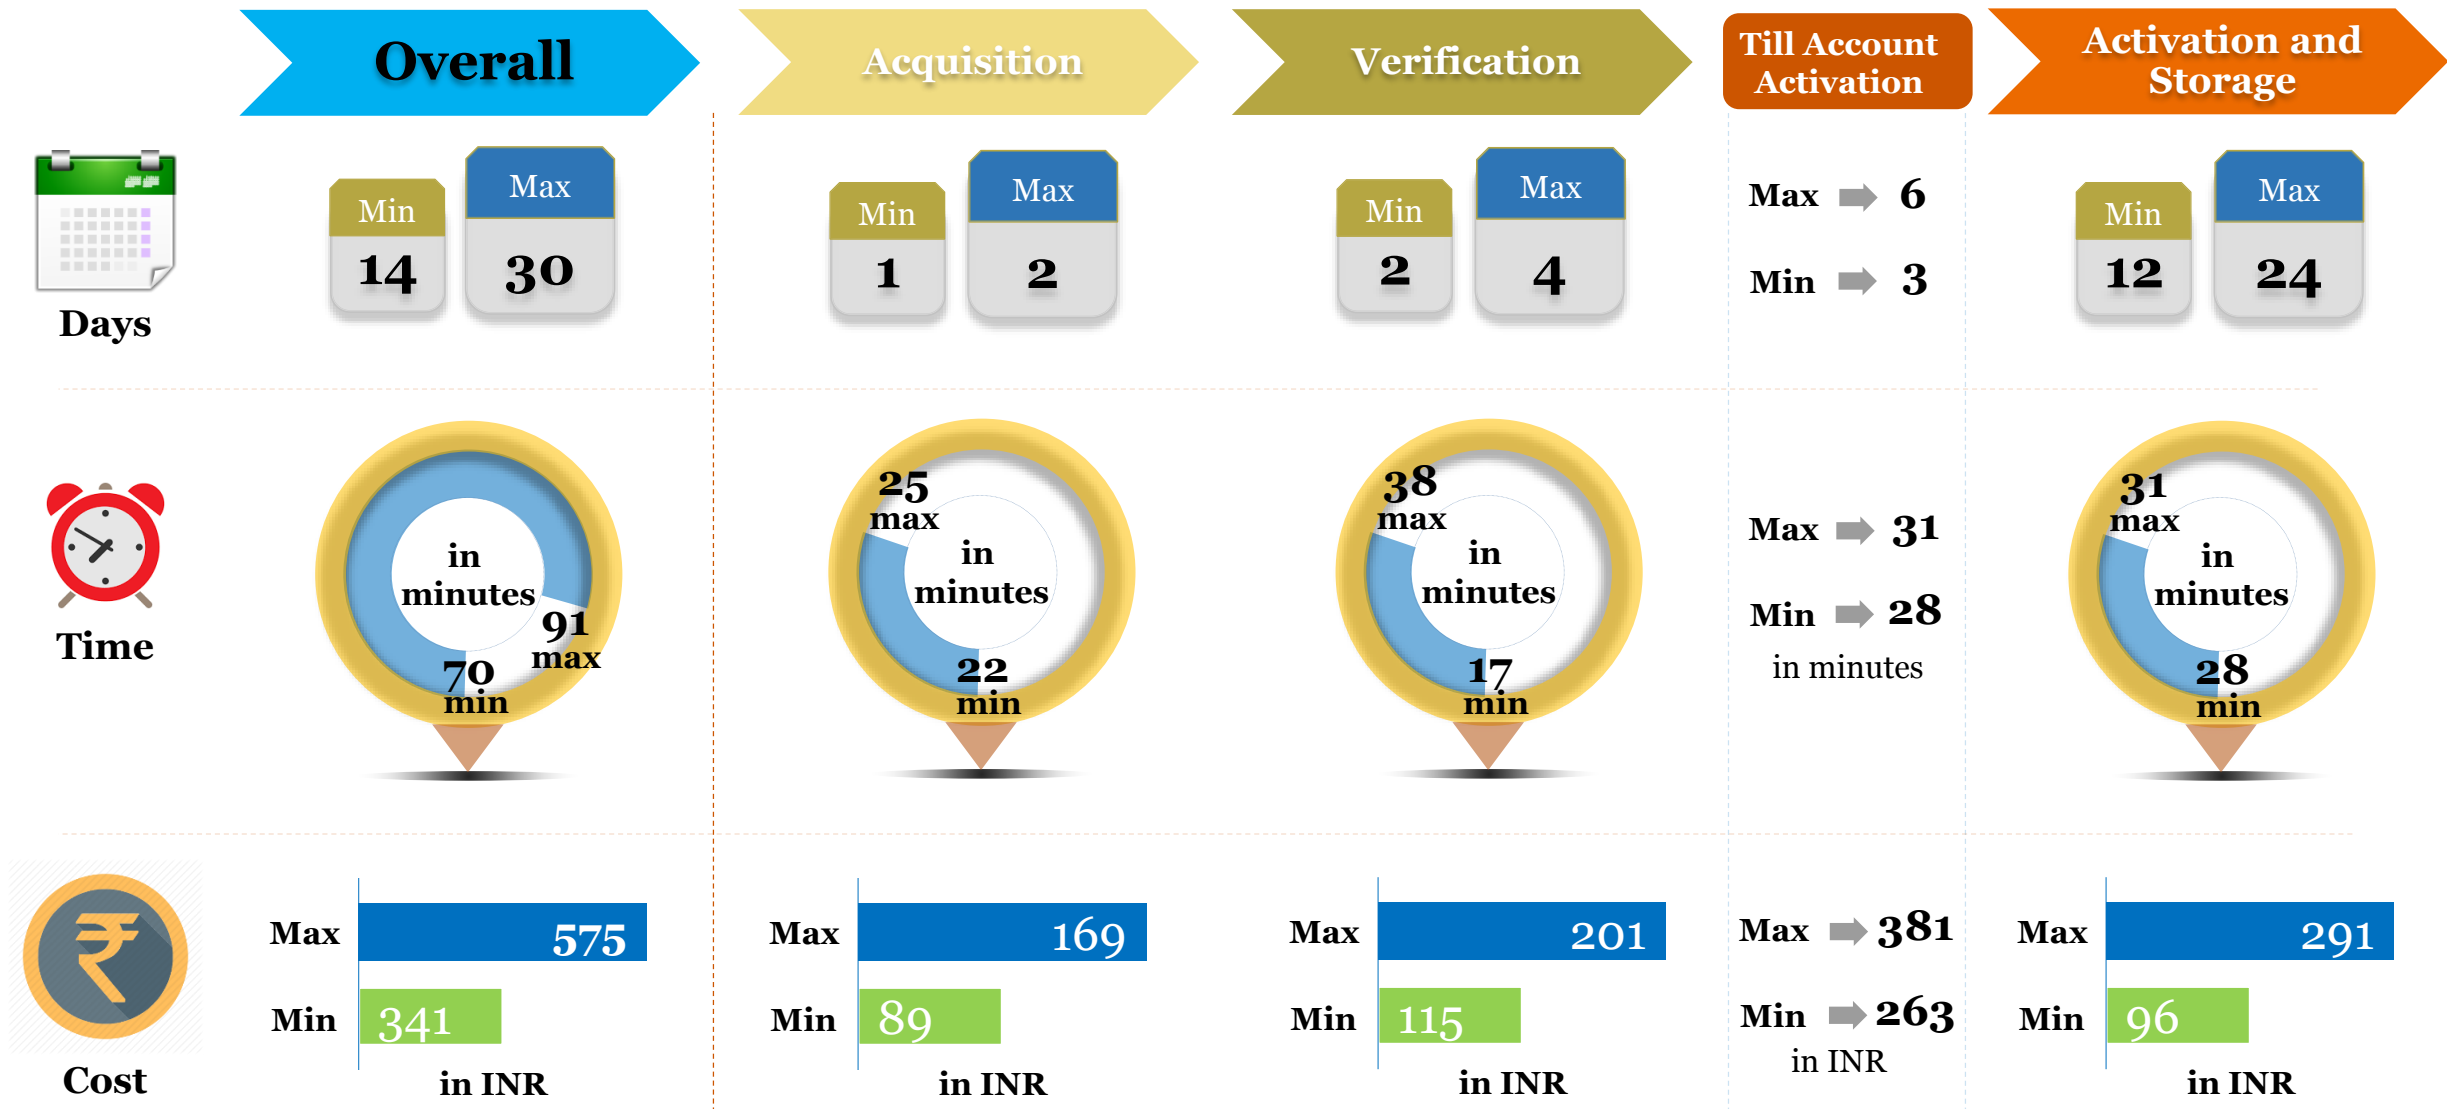 Overall
Acquisition
Verification
Till Account
Activation
Activation and
Storage
Days
Min
14
Max
30
Min
1
Max
2
Min
2
Max
4
Max 6
Min 3
Min
12
Max
24
Time
in
minutes
91
max
70
min
25
max
in
minutes
22
min
38
max
in
minutes
17
min
Max 31
Min 28
in minutes
31
max
in
minutes
28
min
Cost
Max 575
Min 341
in INR
Max 169
Min 89
in INR
Max 201
Min 115
in INR
Max 381
Min 263
in INR
Max 291
Min 96
in INR